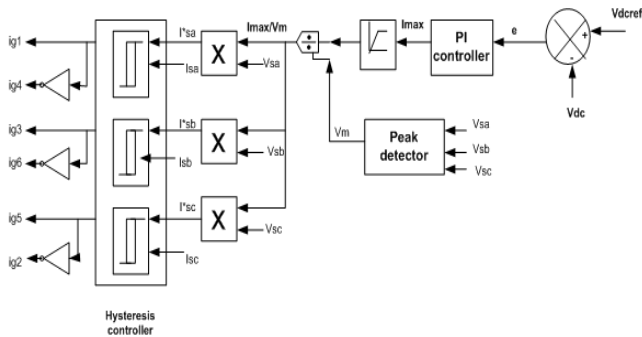 Vdcref
ig1
I*sa
Imax/Vm
Imax
PI
controller
e
+
-
Isa
X
Vsa
÷
Vdc
ig4
ig3
I*sb
Vm
Peak
detector
Vsa
Vsb
Vsc
ig6
Isb
X
Vsb
ig5
I*sc
X
Vsc
ig2
Isc
Hysteresis
controller